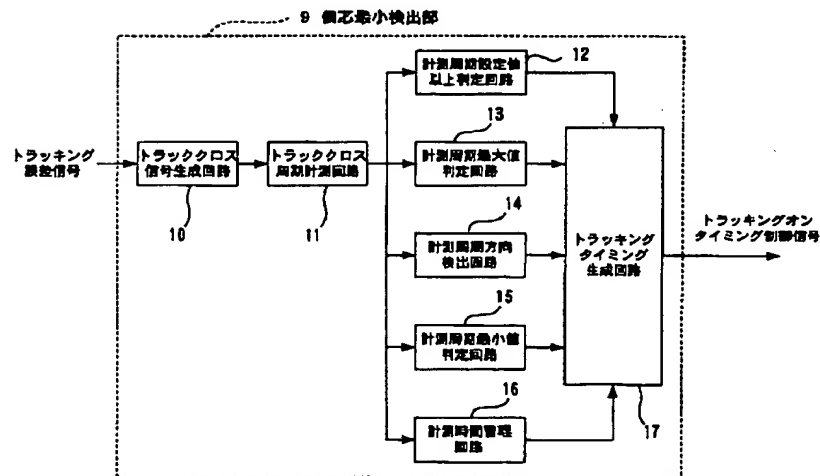 9 偏芯最小検出部
トラッキング
誤差信号
トラッククロス
信号生成回路
10
トラッククロス
周期計測回路
11
計測周期設定値
以上判定回路
12
13
計測周期最大値
判定回路
14
計測周期方向
検出回路
15
計測周期最小値
判定回路
16
計測時間管理
回路
トラッキング
タイミング
生成回路
17
トラッキングオン
タイミング制御信号